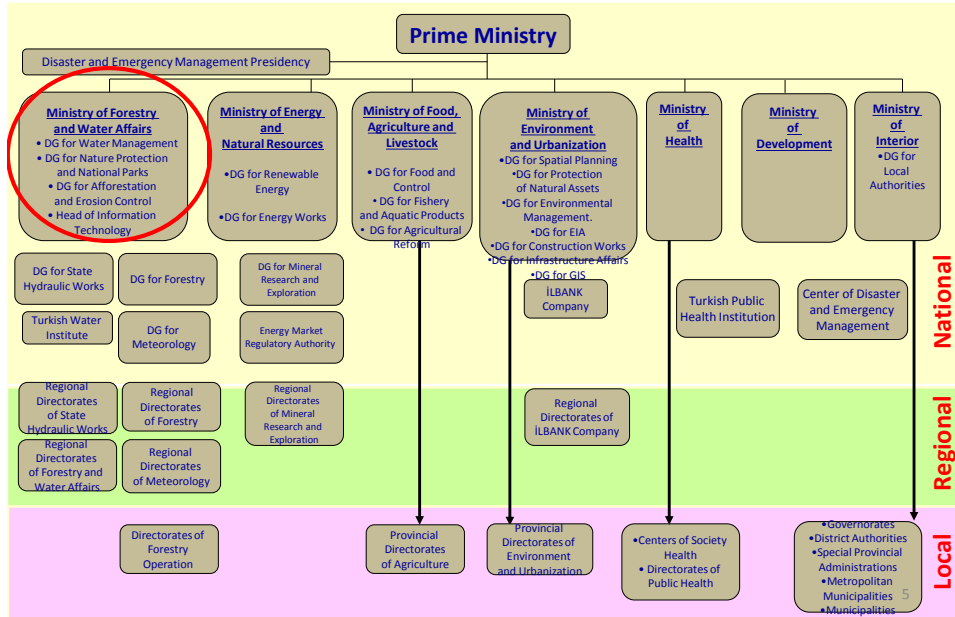 Prime Ministry
Disaster and Emergency Management Presidency
Ministry of Forestry
and Water Affairs
• DG for Water Management
• DG for Nature Protection
and National Parks
• DG for Afforestation
and Erosion Control
• Head of Information
Technology
Ministry of Energy
and
Natural Resources
•DG for Renewable
Energy
•DG for Energy Works
Ministry of Food,
Agriculture and
Livestock
• DG for Food and
Control
• DG for Fishery
and Aquatic Products
• DG for Agricultural
Reform
Ministry of
Environment
and Urbanization
•DG for Spatial Planning
•DG for Protection
of Natural Assets
•DG for Environmental
Management.
•DG for EIA
•DG for Construction Works
•DG for Infrastructure Affairs
•DG for GIS
Ministry
of
Health
Ministry
of
Development
Ministry
of
Interior
•DG for
Local
Authorities
DG for State
Hydraulic Works
DG for Forestry
DG for Mineral
Research and
Exploration
İLBANK
Company
Turkish Public
Health Institution
Center of Disaster
and Emergency
Management
Turkish Water
Institute
DG for
Meteorology
Energy Market
Regulatory Authority
National
Regional
Directorates
of State
Hydraulic Works
Regional
Directorates
of Forestry
Regional
Directorates
of Mineral
Research and
Exploration
Regional
Directorates of
İLBANK Company
Regional
Directorates
of Forestry and
Water Affairs
Regional
Directorates
of Meteorology
Regional
Directorates of
Forestry
Operation
Provincial
Directorates
of Agriculture
Provincial
Directorates of
Environment
and Urbanization
•Centers of Society
Health
• Directorates of
Public Health
•Governorates
•District Authorities
•Special Provincial
Administrations
•Metropolitan
Municipalities
•Municipalities
5
Local